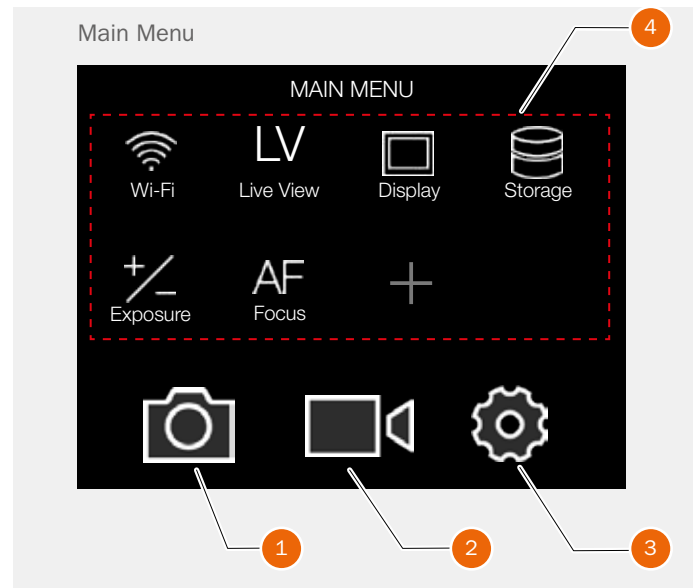 Main Menu
4
MAIN MENU
LV
Wi-Fi
Live View
Display
Storage
+/−
AF
+
Exposure
Focus
1
2
3